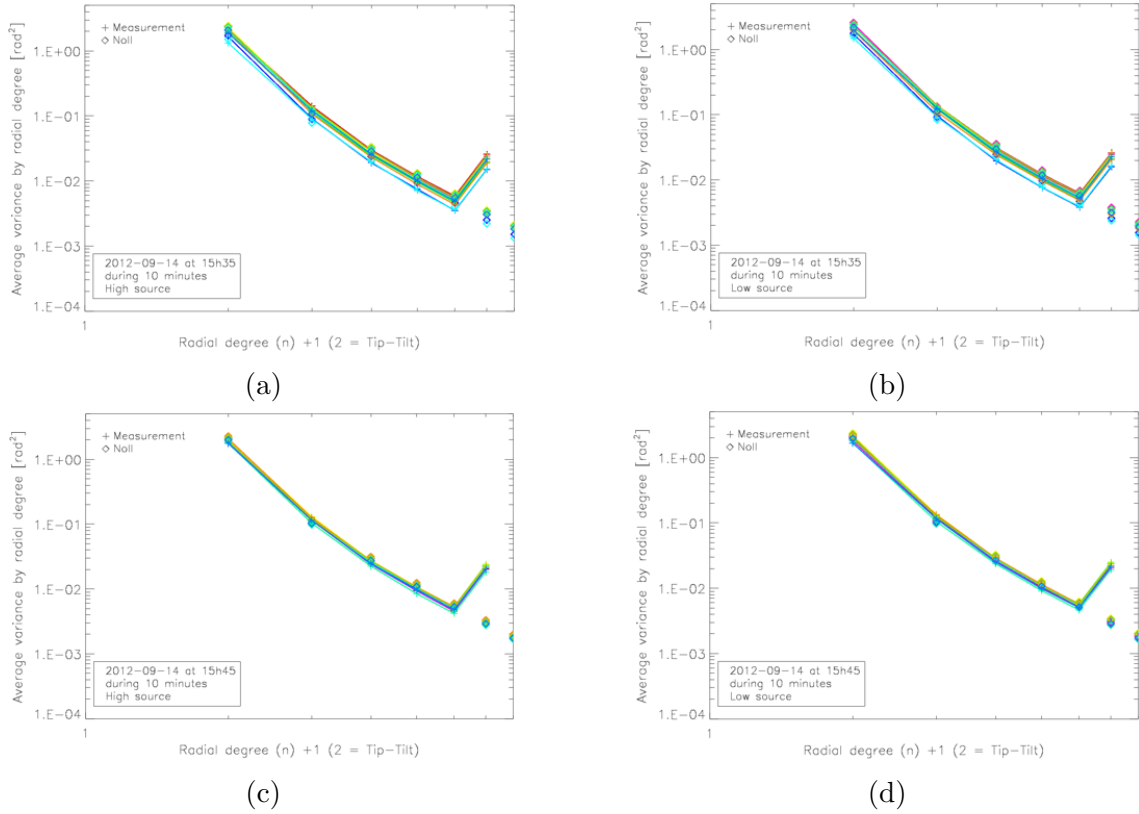 Average variance by radial degree [rad²]
+ Measurement
◇ Noll
1.E+00
1.E-01
1.E-02
1.E-03
1.E-04
2012-09-14 at 15h35
during 10 minutes
High source
1
Radial degree (n) +1 (2 = Tip-Tilt)
(a)
Average variance by radial degree [rad²]
+ Measurement
◇ Noll
1.E+00
1.E-01
1.E-02
1.E-03
1.E-04
2012-09-14 at 15h35
during 10 minutes
Low source
1
Radial degree (n) +1 (2 = Tip-Tilt)
(b)
Average variance by radial degree [rad²]
+ Measurement
◇ Noll
1.E+00
1.E-01
1.E-02
1.E-03
1.E-04
2012-09-14 at 15h45
during 10 minutes
High source
1
Radial degree (n) +1 (2 = Tip-Tilt)
(c)
Average variance by radial degree [rad²]
+ Measurement
◇ Noll
1.E+00
1.E-01
1.E-02
1.E-03
1.E-04
2012-09-14 at 15h45
during 10 minutes
Low source
1
Radial degree (n) +1 (2 = Tip-Tilt)
(d)